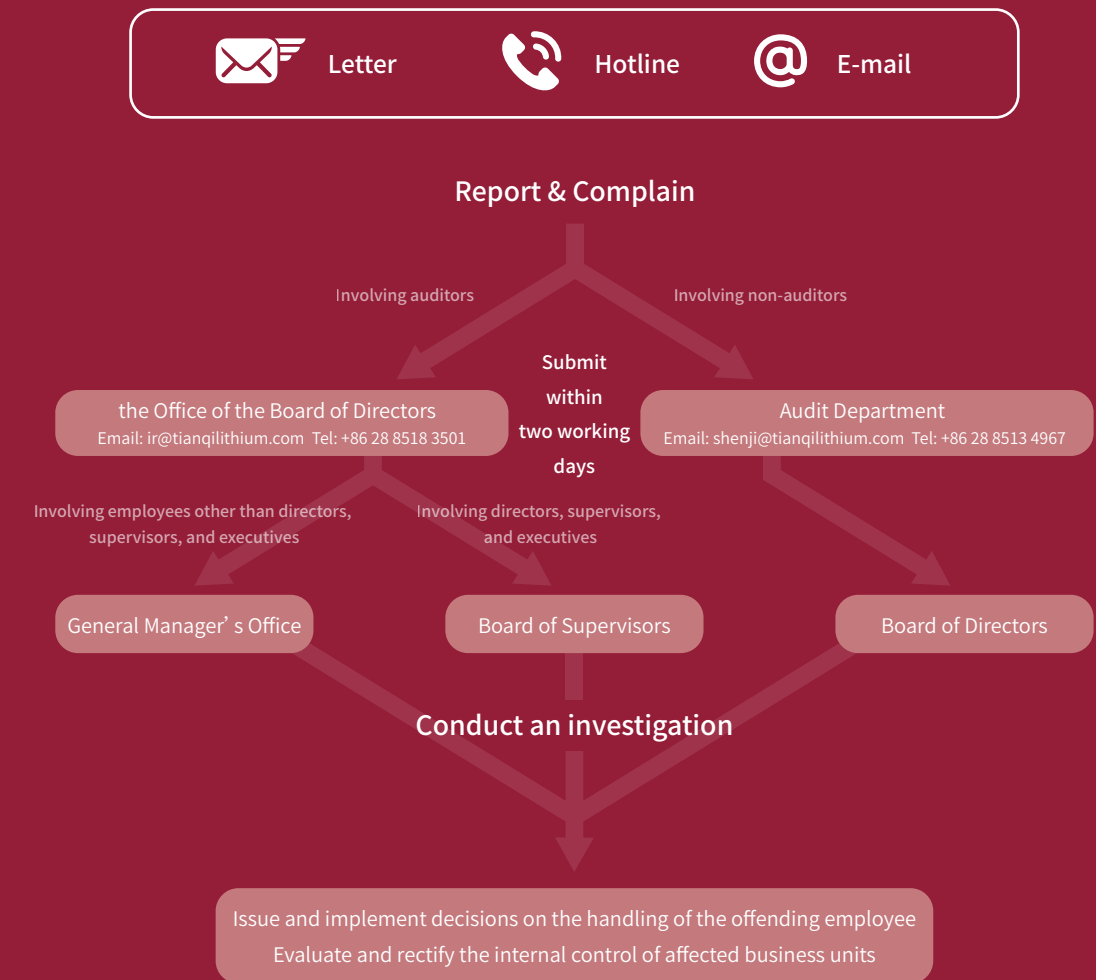 Letter
Hotline
E-mail
Report & Complain
Involving auditors
Involving non-auditors
Submit
within
two working
days
the Office of the Board of Directors
Email: ir@tianqilithium.com Tel: +86 28 8518 3501
Audit Department
Email: shenji@tianqilithium.com Tel: +86 28 8513 4967
Involving employees other than directors,
supervisors, and executives
Involving directors, supervisors,
and executives
General Manager’ s Office
Board of Supervisors
Board of Directors
Conduct an investigation
Issue and implement decisions on the handling of the offending employee
Evaluate and rectify the internal control of affected business units